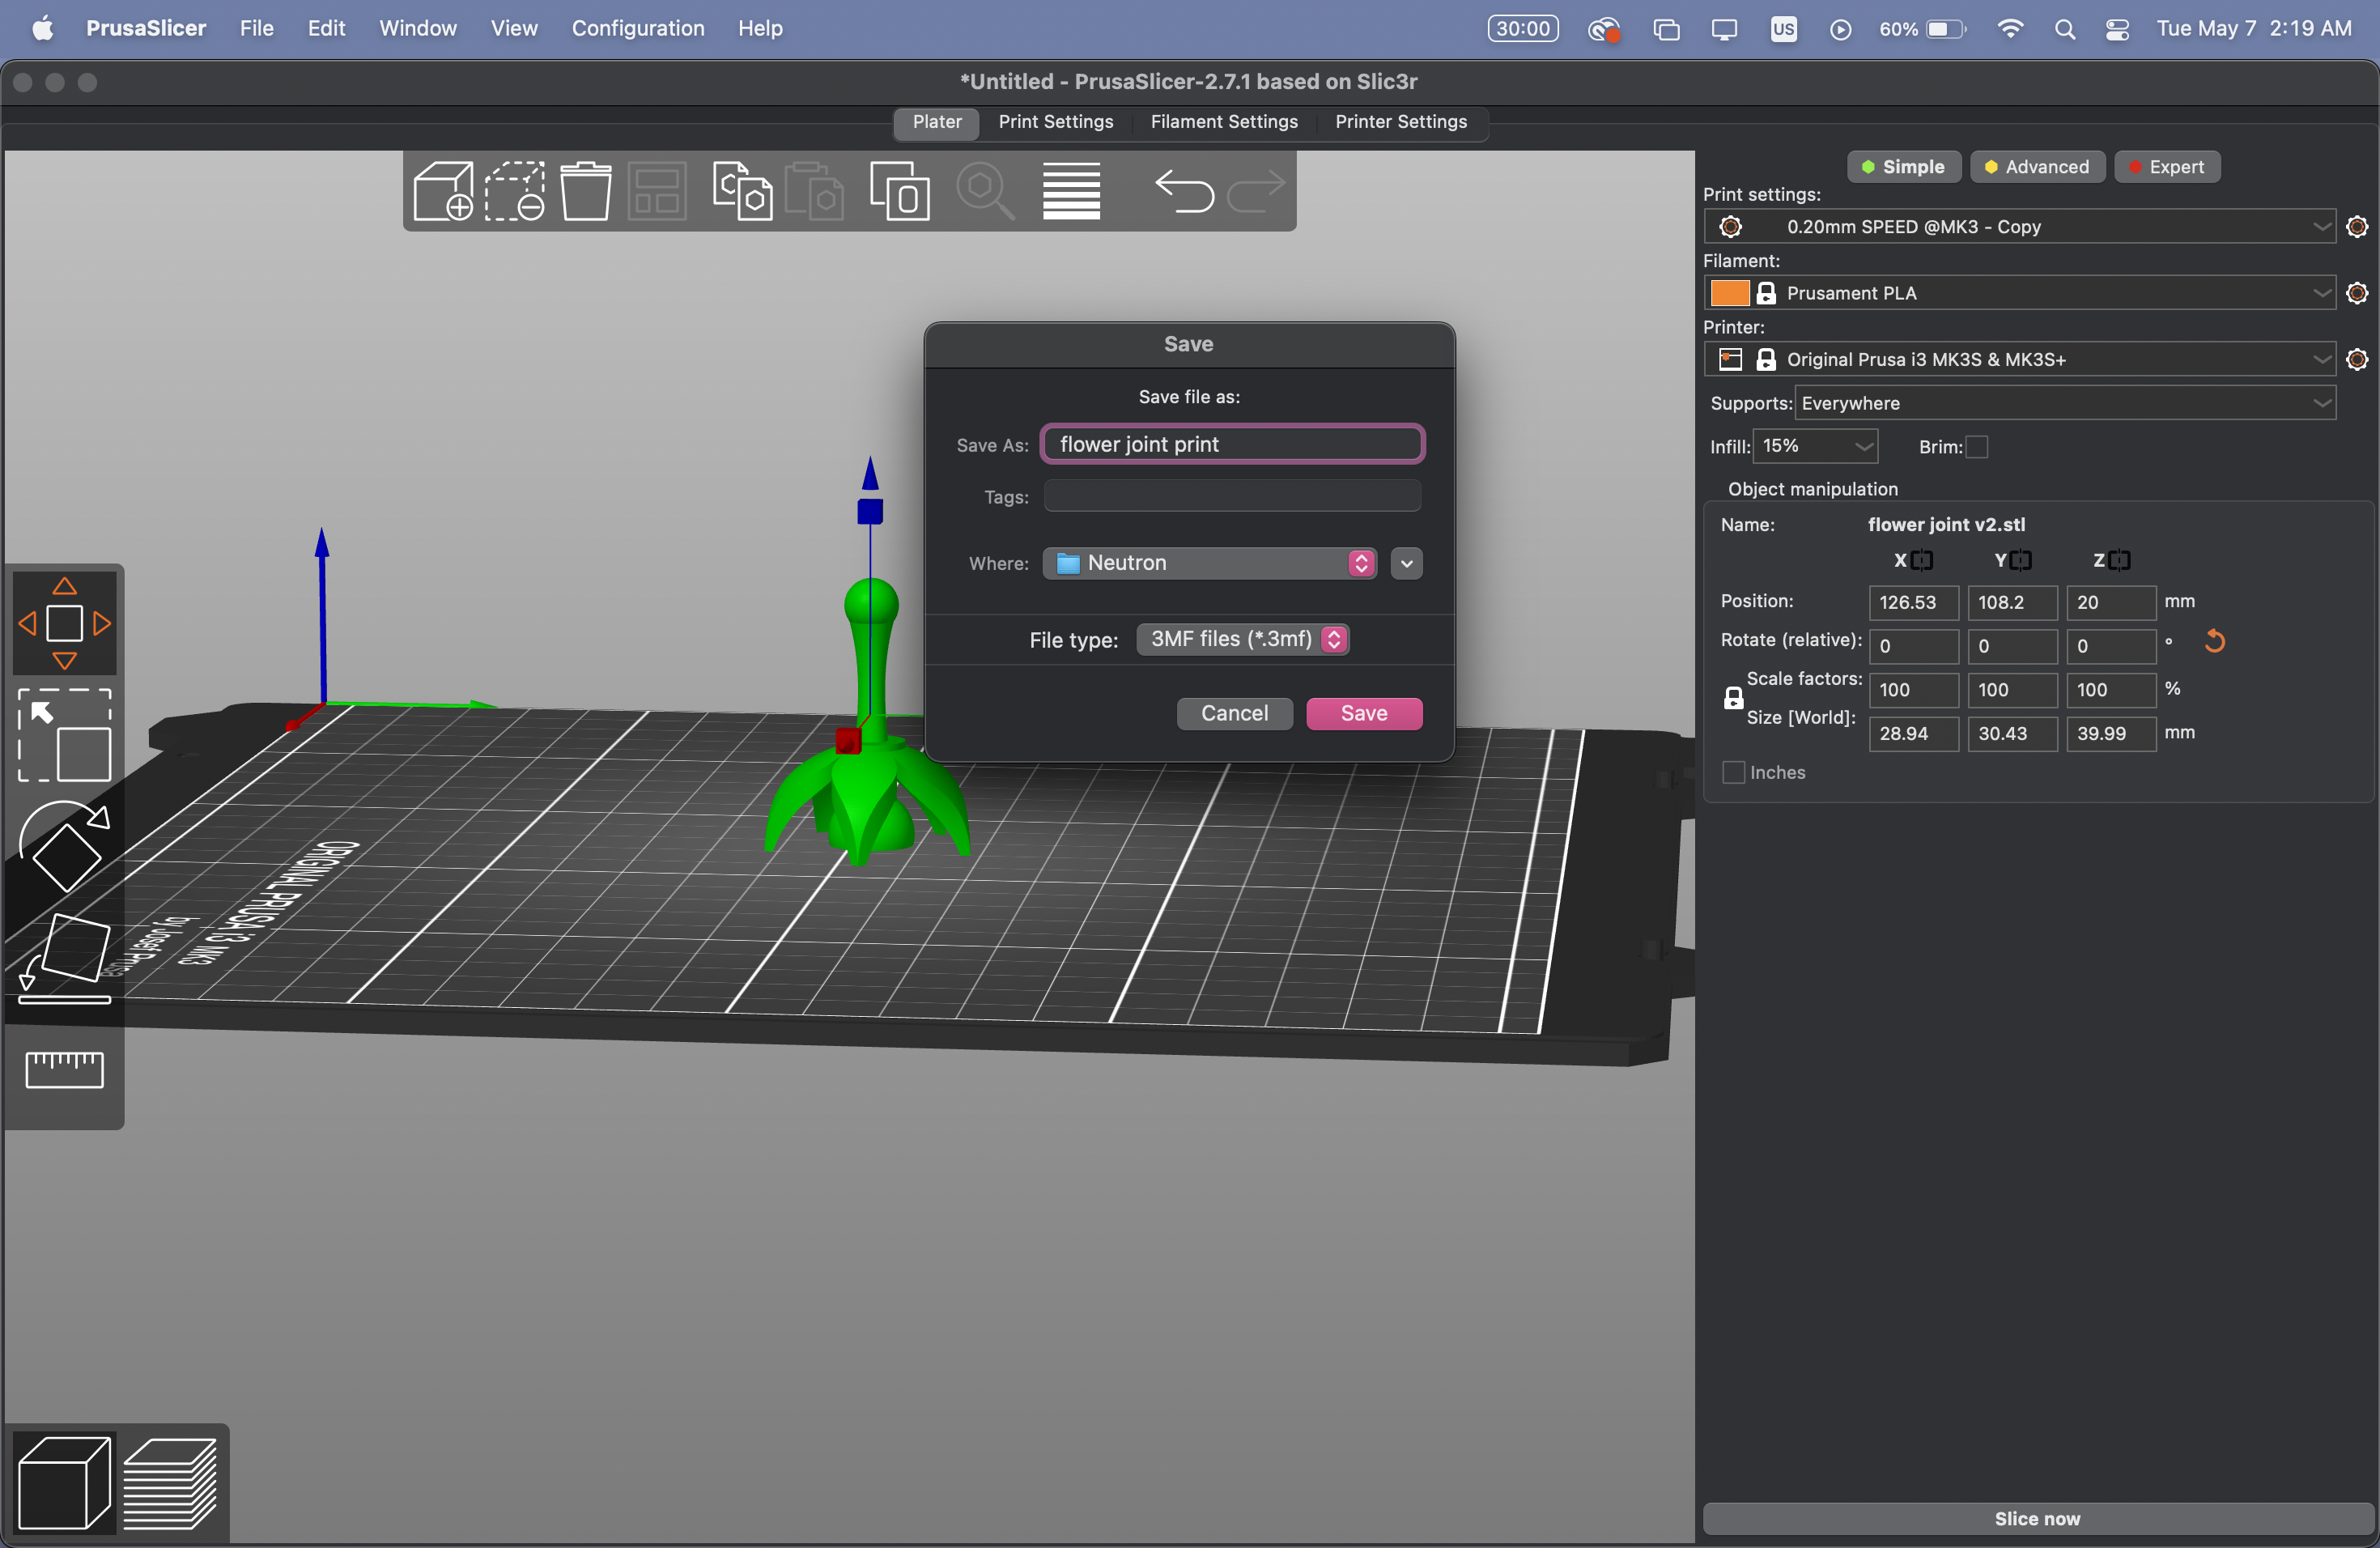 PrusaSlicer File Edit Window View Configuration Help 30:00 US 60% Tue May 7 2:19 AM
*Untitled - PrusaSlicer-2.7.1 based on Slic3r
Plater Print Settings Filament Settings Printer Settings
Simple Advanced Expert
Print settings:
0.20mm SPEED @MK3 - Copy
Filament:
Prusament PLA
Printer:
Original Prusa i3 MK3S & MK3S+
Supports: Everywhere
Infill: 15% Brim:
Object manipulation
Name: flower joint v2.stl
X Y Z
Position: 126.53 108.2 20 mm
Rotate (relative): 0 0 0 °
Scale factors: 100 100 100 %
Size [World]: 28.94 30.43 39.99 mm
Inches
Slice now
Save
Save file as:
Save As: flower joint print
Tags:
Where: Neutron
File type: 3MF files (*.3mf)
Cancel Save
ORIGINAL PRUSA i3 MK3
by Josef Prusa